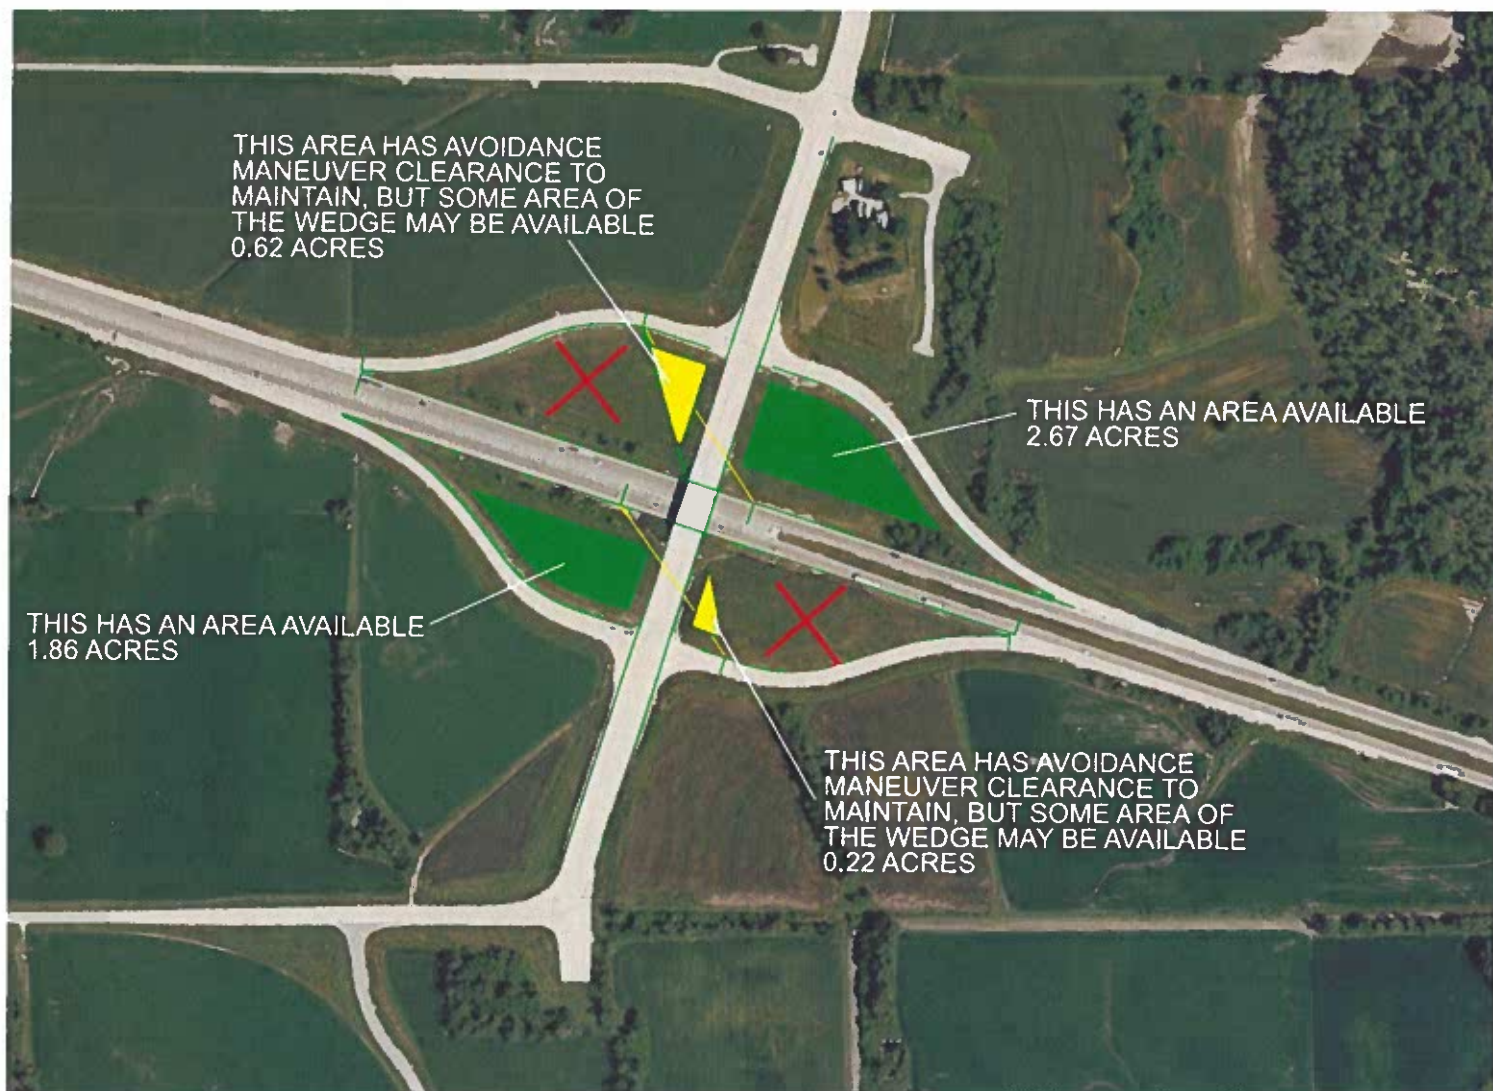 THIS AREA HAS AVOIDANCE
MANEUVER CLEARANCE TO
MAINTAIN, BUT SOME AREA OF
THE WEDGE MAY BE AVAILABLE
0.62 ACRES
THIS HAS AN AREA AVAILABLE
2.67 ACRES
THIS HAS AN AREA AVAILABLE
1.86 ACRES
THIS AREA HAS AVOIDANCE
MANEUVER CLEARANCE TO
MAINTAIN, BUT SOME AREA OF
THE WEDGE MAY BE AVAILABLE
0.22 ACRES